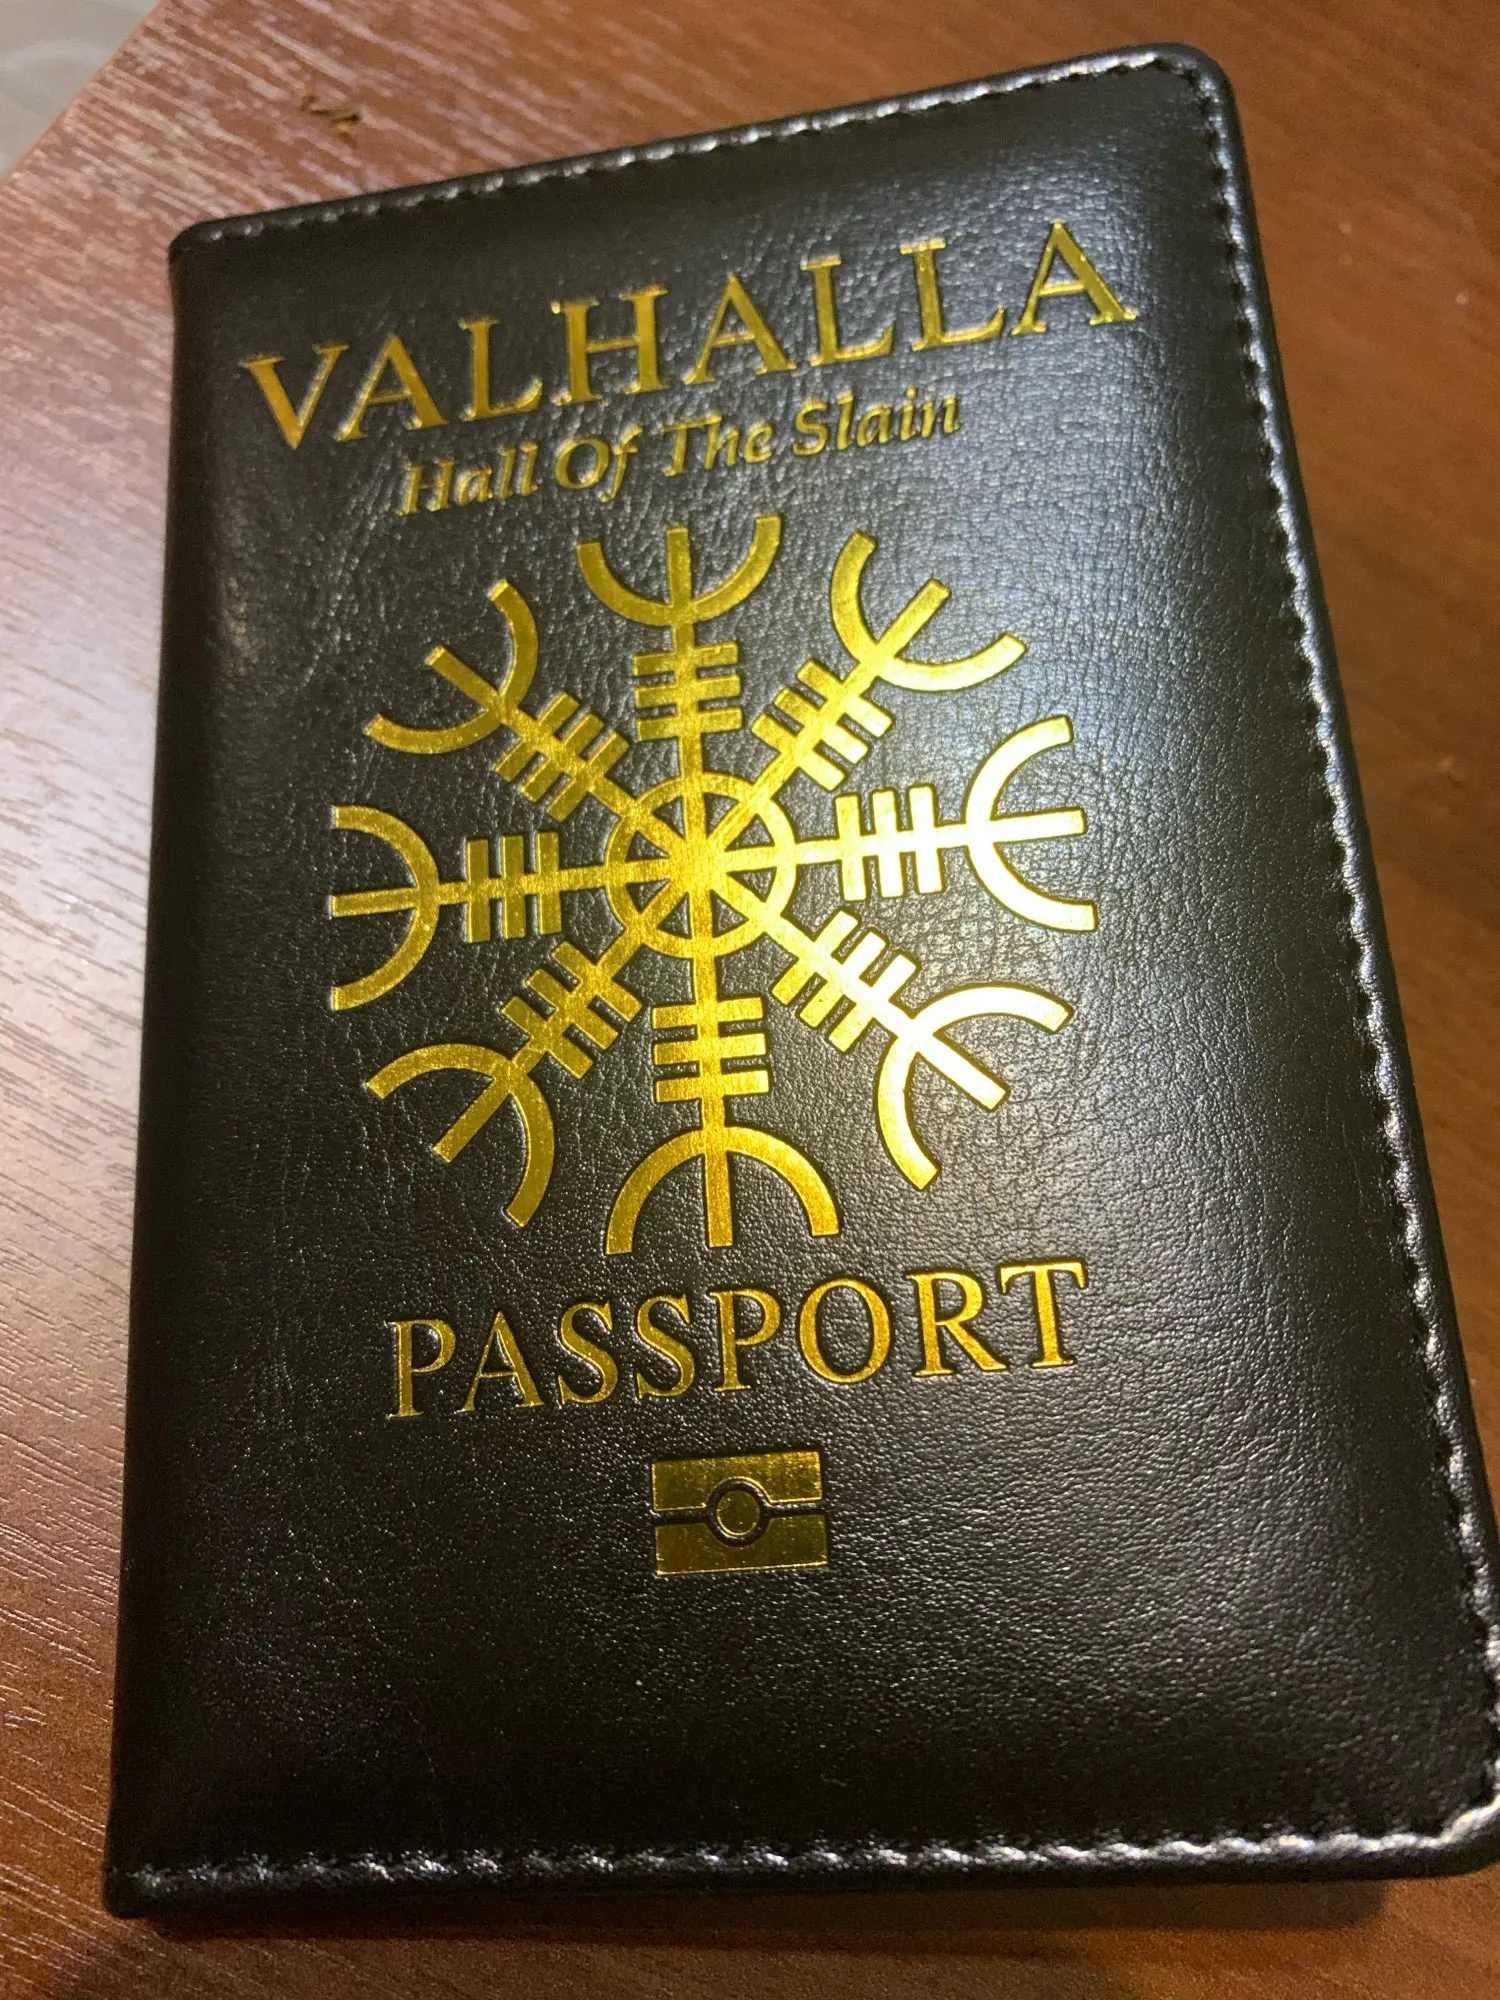 VALHALLA
Hall Of The Slain
PASSPORT